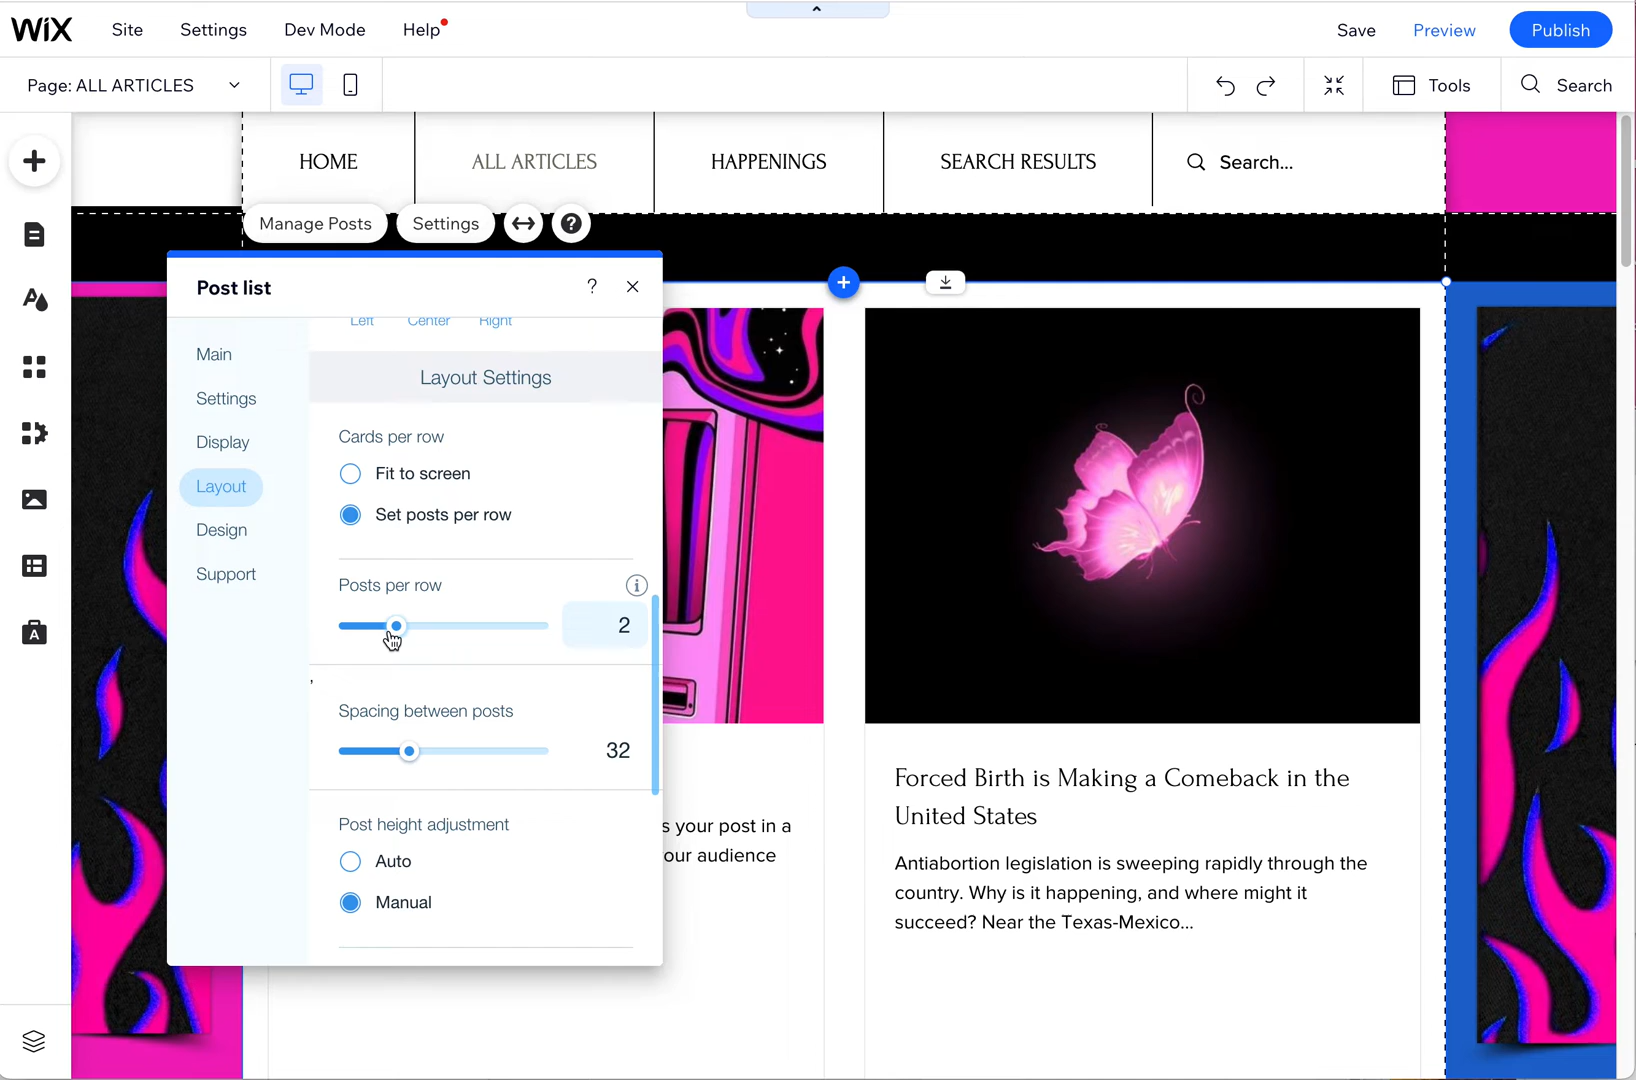 WiX Site Settings Dev Mode Help Save Preview Publish
Page: ALL ARTICLES Tools Search
HOME ALL ARTICLES HAPPENINGS SEARCH RESULTS Search...
Manage Posts Settings
Post list ?
Left Center Right
Main
Settings
Display
Layout
Design
Support
Layout Settings
Cards per row
Fit to screen
Set posts per row
Posts per row
2
,
Spacing between posts
32
Post height adjustment
Auto
Manual
s your post in a
our audience
Forced Birth is Making a Comeback in the
United States
Antiabortion legislation is sweeping rapidly through the
country. Why is it happening, and where might it
succeed? Near the Texas-Mexico...